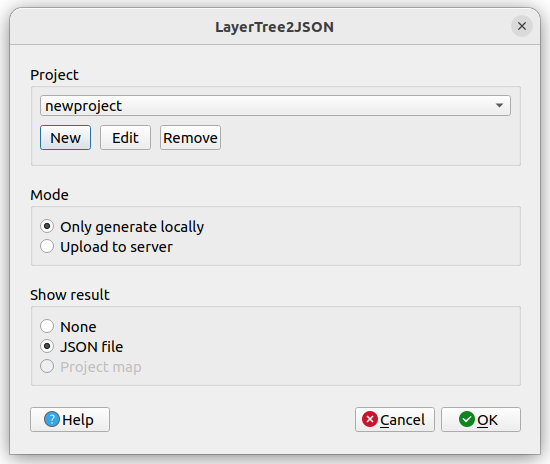 LayerTree2JSON
Project
newproject
New Edit Remove
Mode
Only generate locally
Upload to server
Show result
None
JSON file
Project map
Help Cancel OK